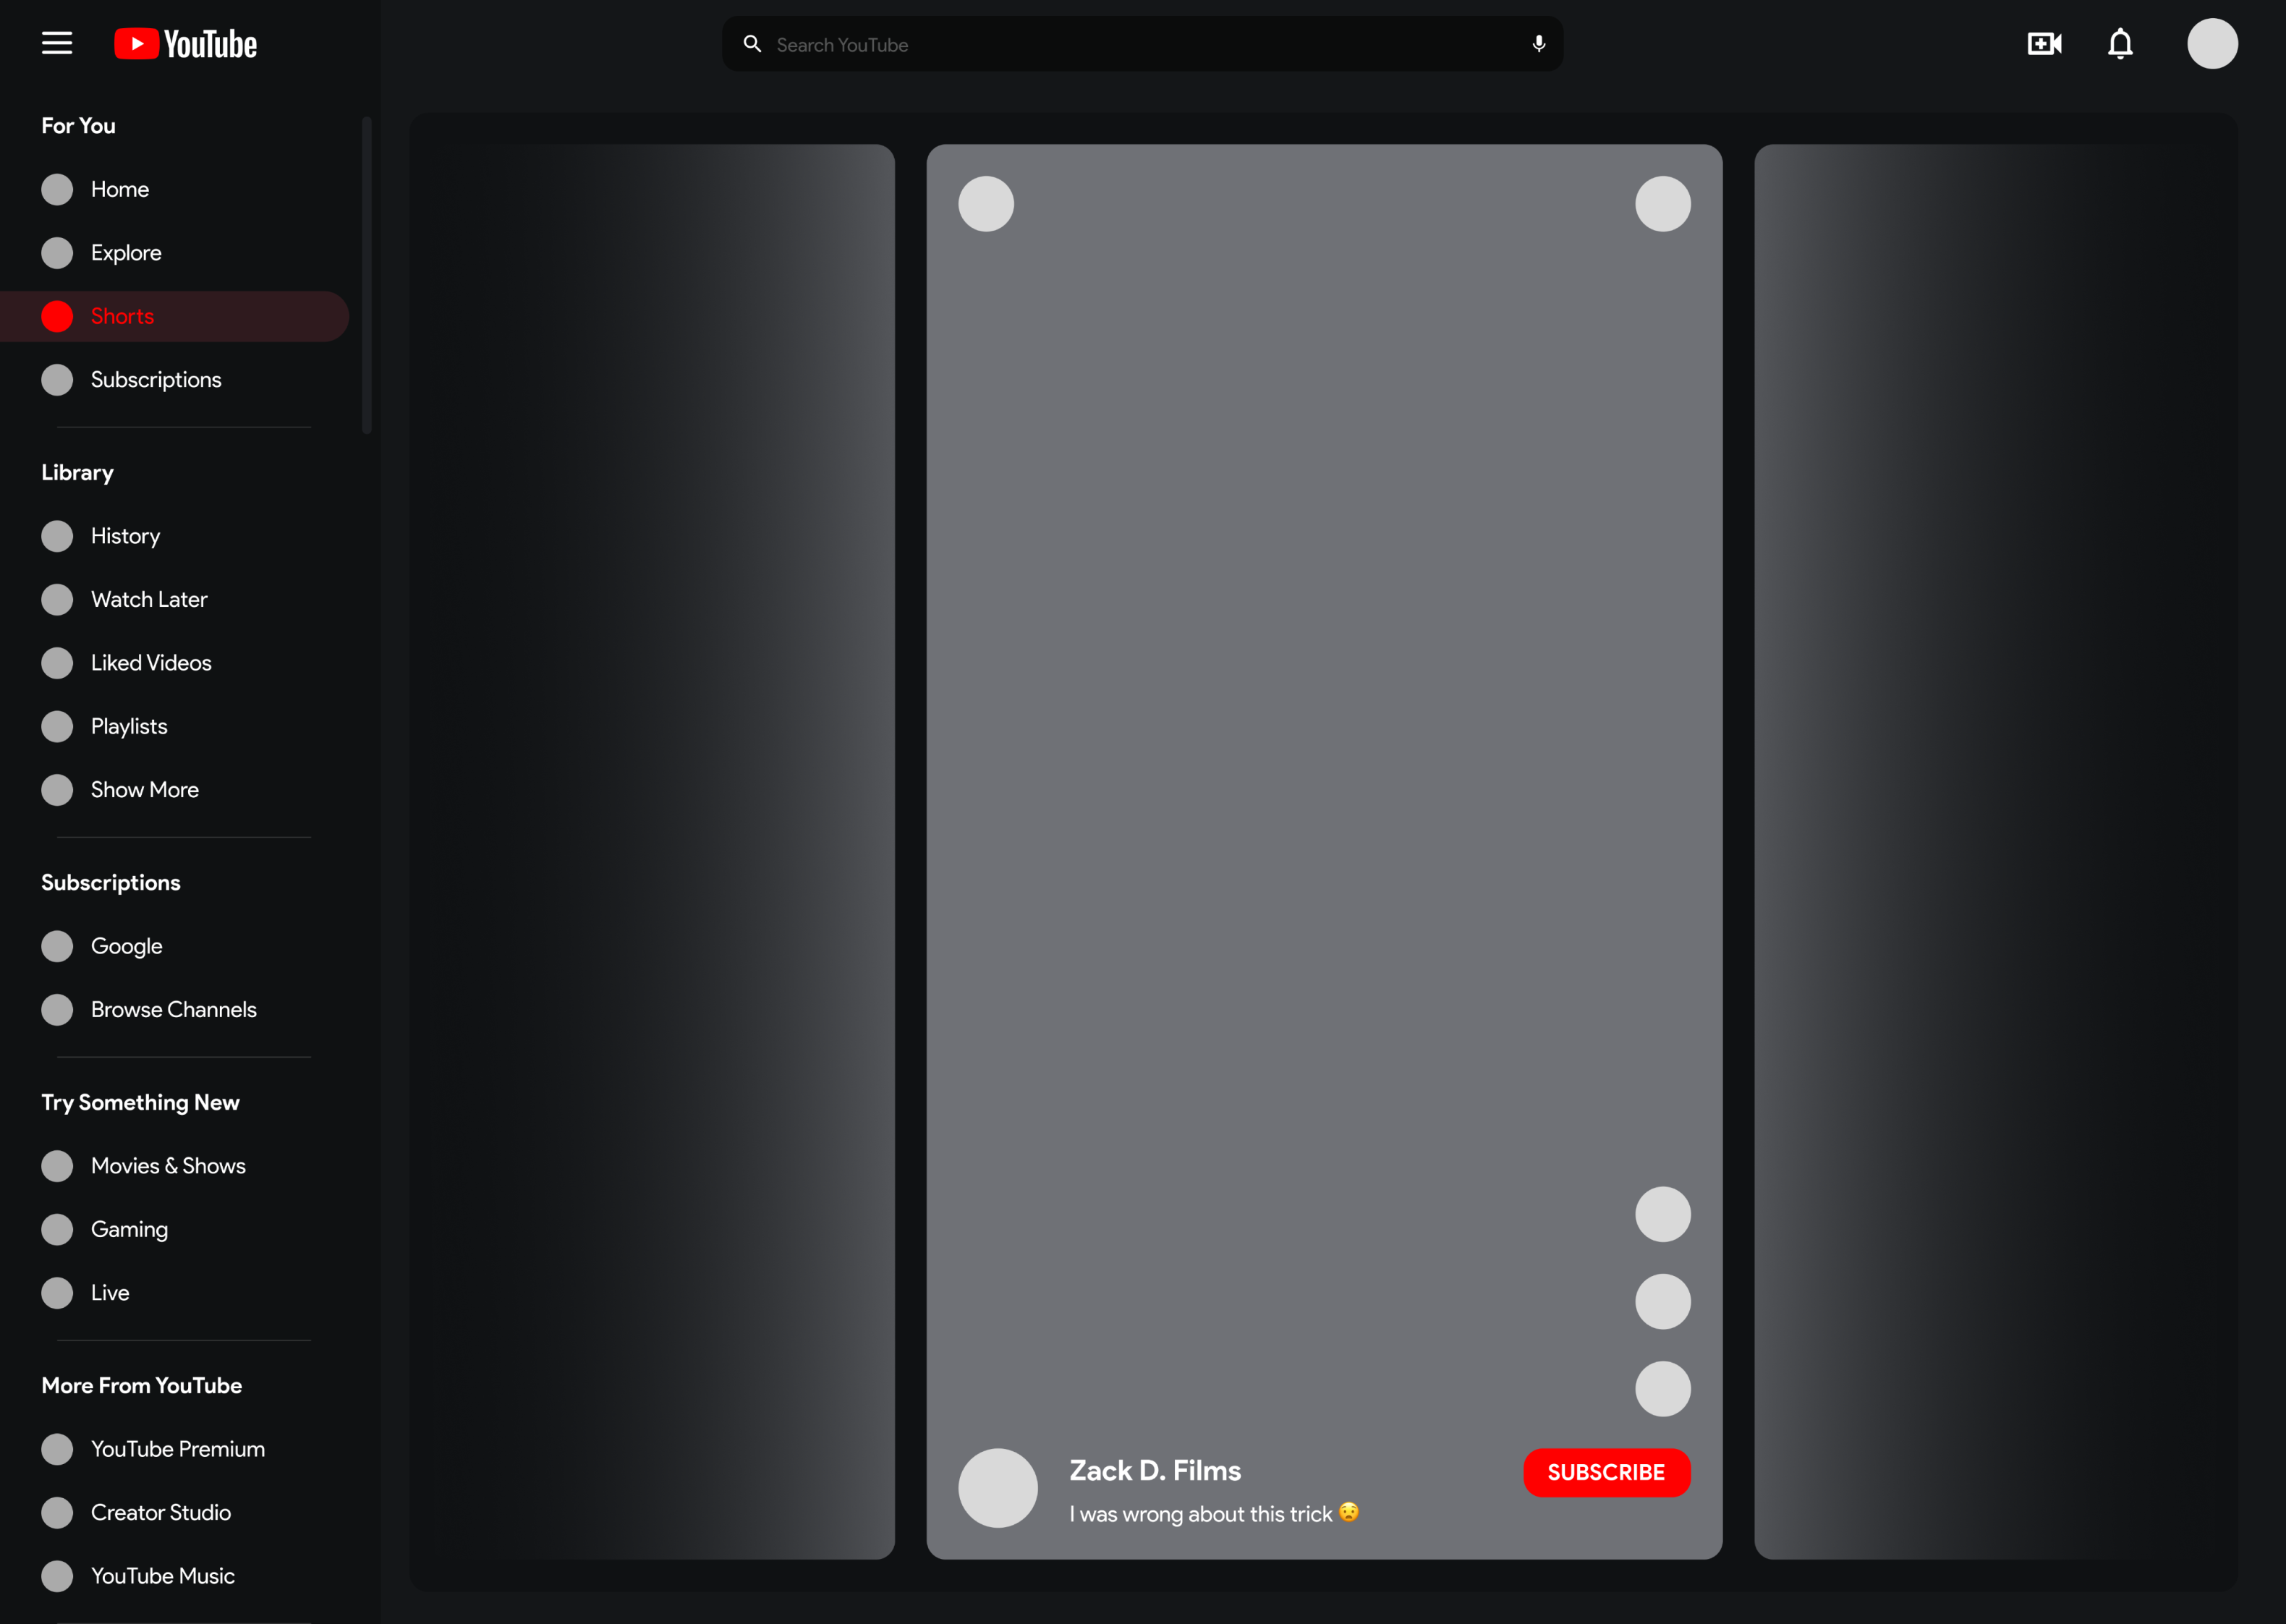 YouTube
Search YouTube
For You
Home
Explore
Shorts
Subscriptions
Library
History
Watch Later
Liked Videos
Playlists
Show More
Subscriptions
Google
Browse Channels
Try Something New
Movies & Shows
Gaming
Live
More From YouTube
YouTube Premium
Creator Studio
YouTube Music
Zack D. Films
SUBSCRIBE
I was wrong about this trick 😧